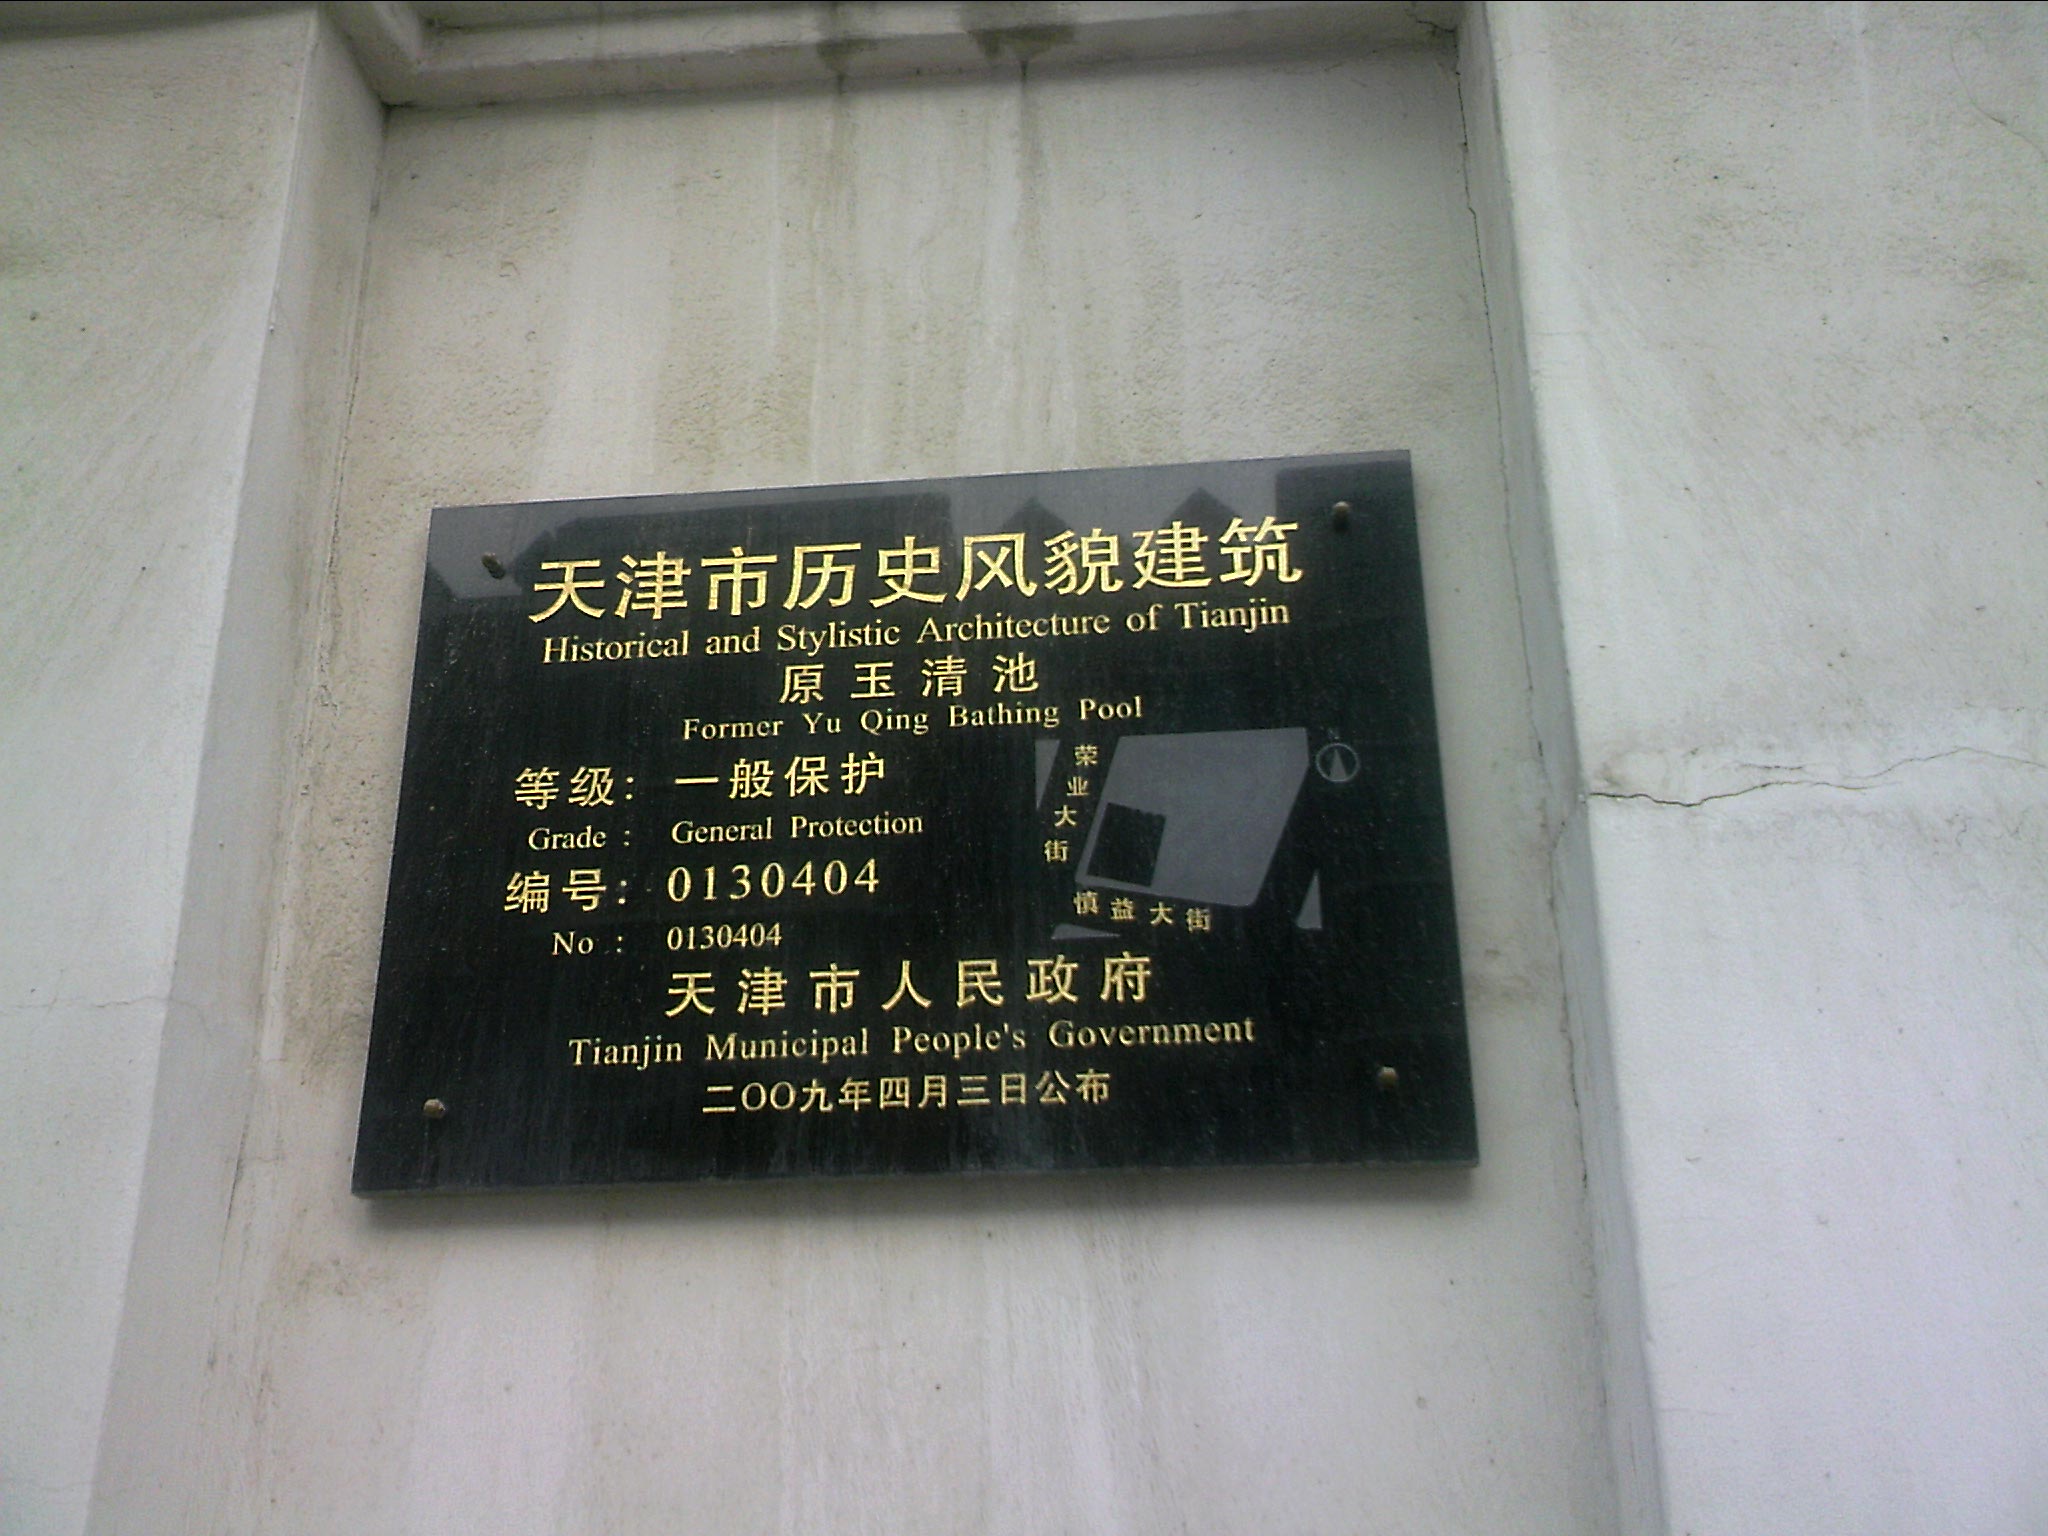 天津市历史风貌建筑
Historical and Stylistic Architecture of Tianjin
原玉清池
Former Yu Qing Bathing Pool
等级：一般保护
Grade : General Protection
编号：0130404
No : 0130404
荣业大街
N
慎益大街
天津市人民政府
Tianjin Municipal People's Government
二OO九年四月三日公布